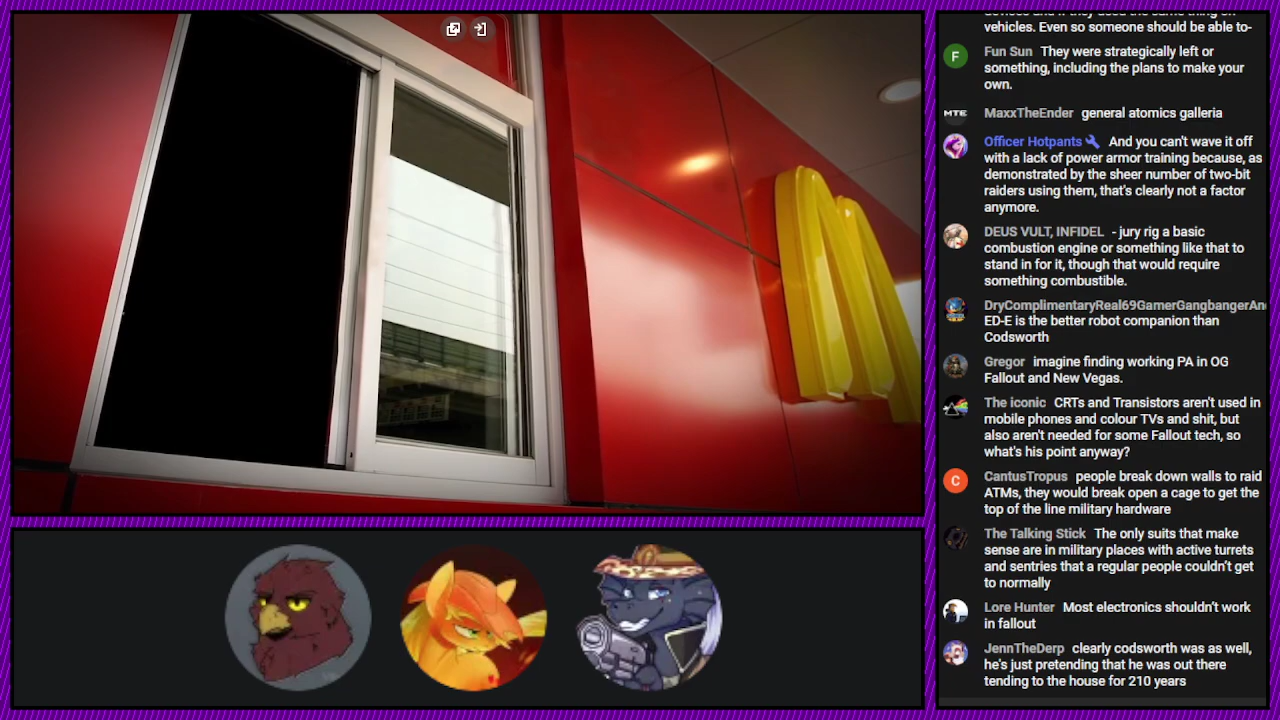 vehicles. Even so someone should be able to-
F
Fun Sun They were strategically left or
something, including the plans to make your
own.
MTE
MaxxTheEnder general atomics galleria
Officer Hotpants And you can't wave it off
with a lack of power armor training because, as
demonstrated by the sheer number of two-bit
raiders using them, that's clearly not a factor
anymore.
DEUS VULT, INFIDEL - jury rig a basic
combustion engine or something like that to
stand in for it, though that would require
something combustible.
DryComplimentaryReal69GamerGangbangerAn
ED-E is the better robot companion than
Codsworth
Gregor imagine finding working PA in OG
Fallout and New Vegas.
The iconic CRTs and Transistors aren't used in
mobile phones and colour TVs and shit, but
also aren't needed for some Fallout tech, so
what's his point anyway?
C
CantusTropus people break down walls to raid
ATMs, they would break open a cage to get the
top of the line military hardware
The Talking Stick The only suits that make
sense are in military places with active turrets
and sentries that a regular people couldn't get
to normally
Lore Hunter Most electronics shouldn't work
in fallout
JennTheDerp clearly codsworth was as well,
he's just pretending that he was out there
tending to the house for 210 years